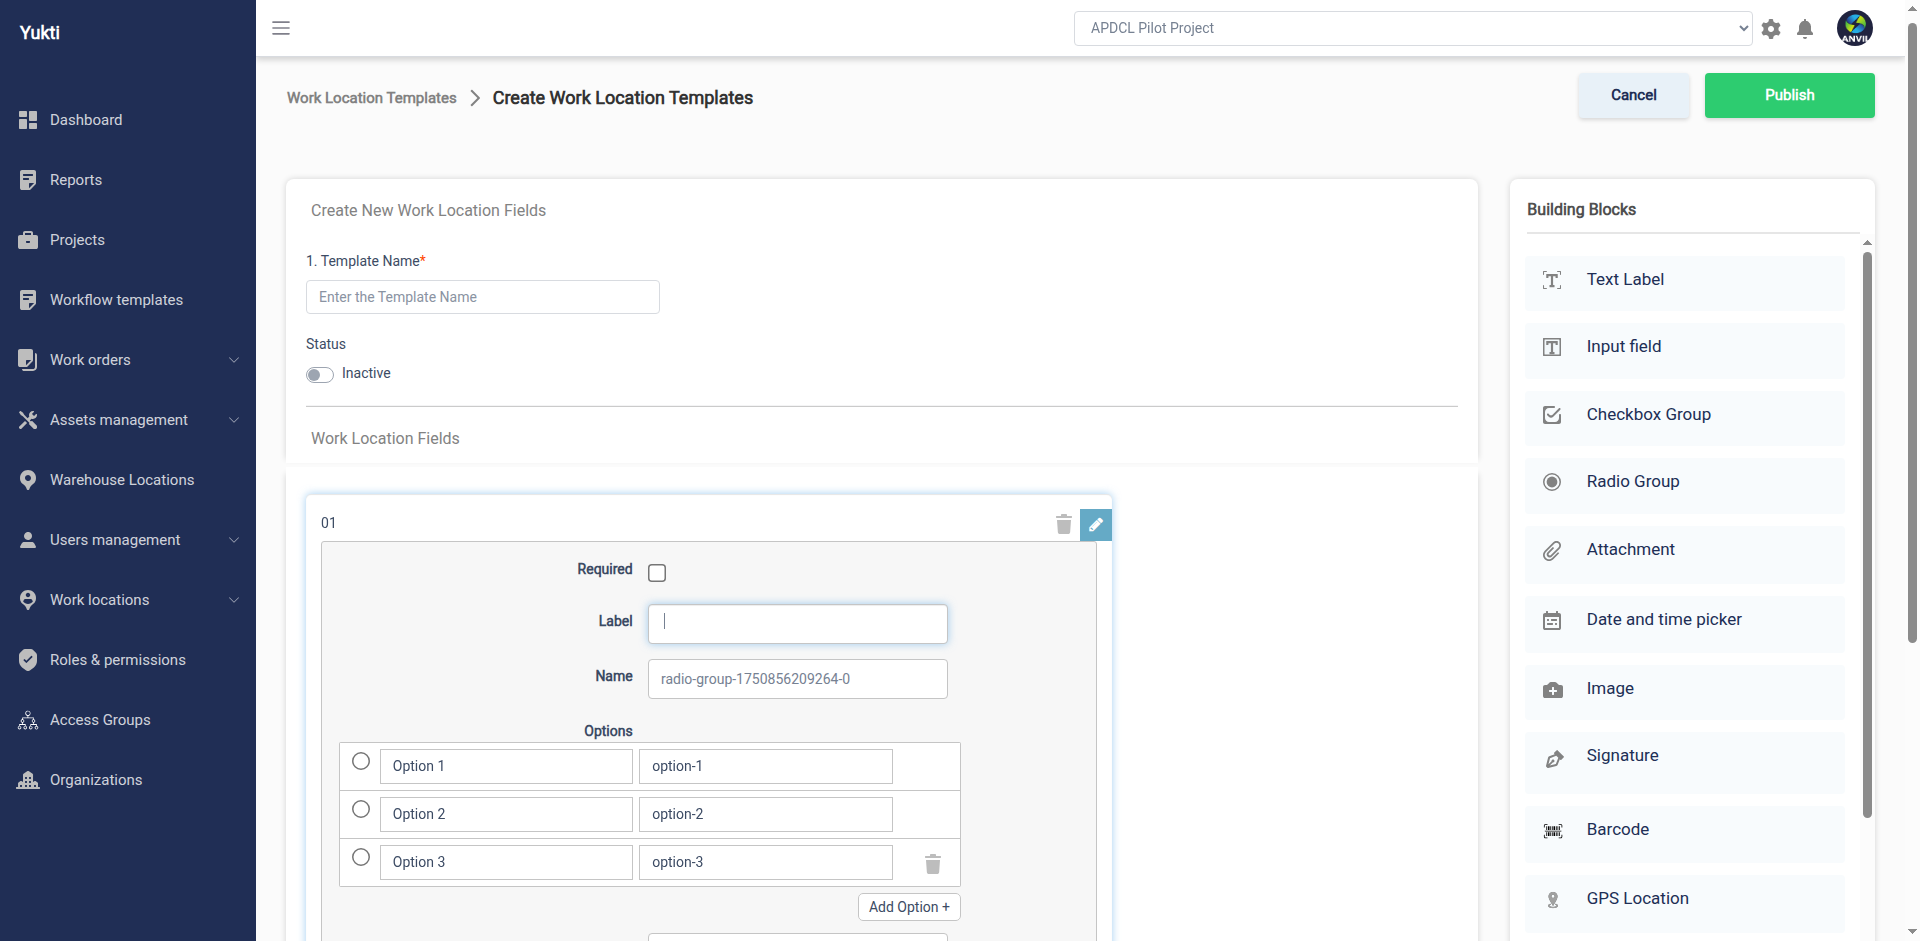 Yukti
APDCL Pilot Project
ANVIL
Dashboard
Reports
Projects
Workflow templates
Work orders
Assets management
Warehouse Locations
Users management
Work locations
Roles & permissions
Access Groups
Organizations
Work Location Templates
Create Work Location Templates
Cancel
Publish
Create New Work Location Fields
1. Template Name*
Enter the Template Name
Status
Inactive
Work Location Fields
01
Required
Label
Name
radio-group-1750856209264-0
Options
Option 1
option-1
Option 2
option-2
Option 3
option-3
Add Option +
Building Blocks
Text Label
Input field
Checkbox Group
Radio Group
Attachment
Date and time picker
Image
Signature
Barcode
GPS Location